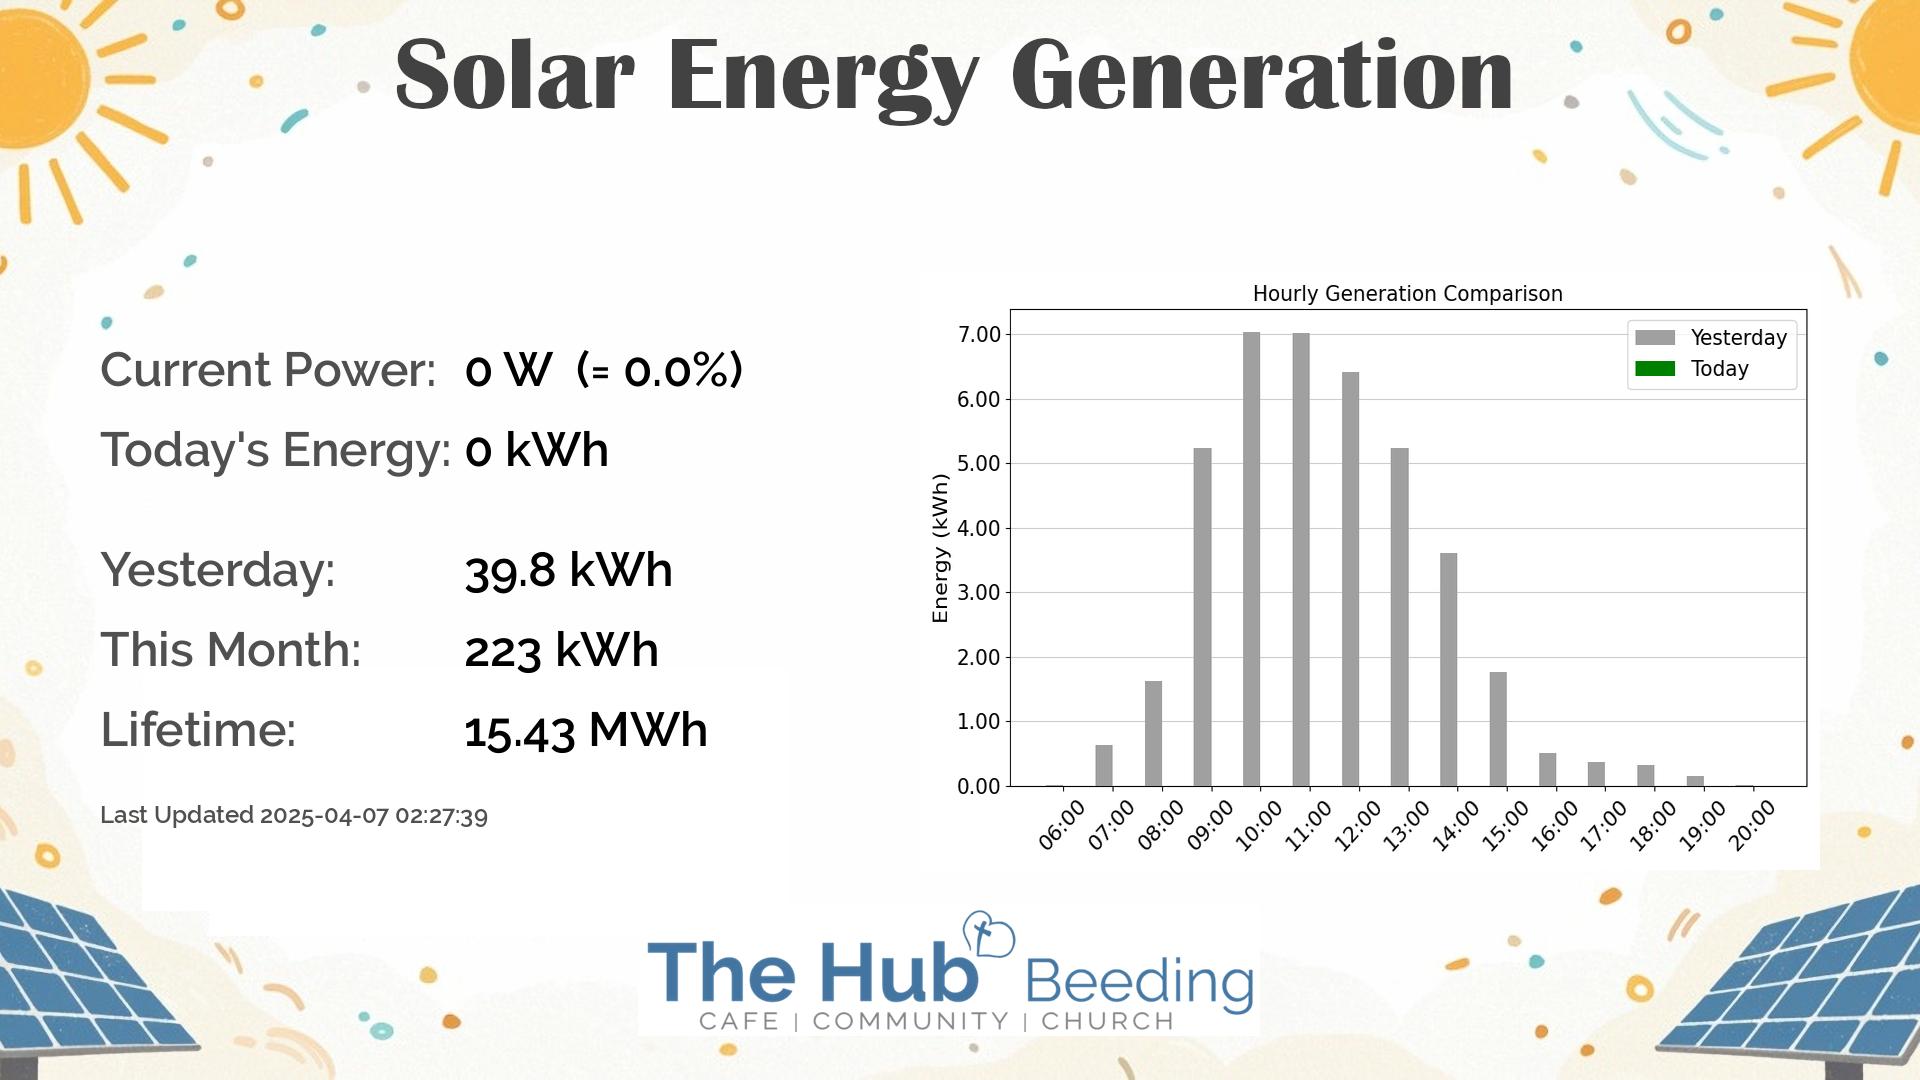 Solar Energy Generation
Current Power: 0 W (= 0.0%)
Today's Energy: 0 kWh
Yesterday: 39.8 kWh
This Month: 223 kWh
Lifetime: 15.43 MWh
Last Updated 2025-04-07 02:27:39
Hourly Generation Comparison
Yesterday
Today
Energy (kWh)
7.00
6.00
5.00
4.00
3.00
2.00
1.00
0.00
06:00 07:00 08:00 09:00 10:00 11:00 12:00 13:00 14:00 15:00 16:00 17:00 18:00 19:00 20:00
The Hub Beeding
CAFE | COMMUNITY | CHURCH